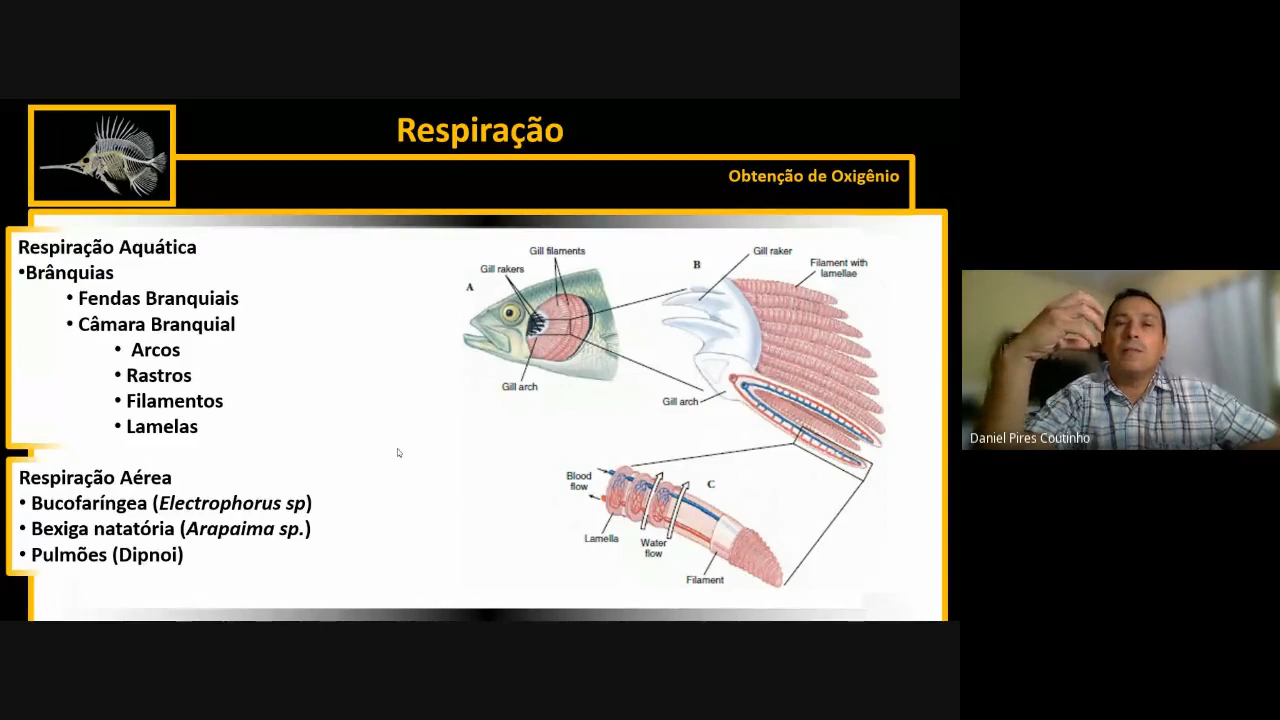 Respiração
Obtenção de Oxigênio
Respiração Aquática
•Brânquias
• Fendas Branquiais
• Câmara Branquial
• Arcos
• Rastros
• Filamentos
• Lamelas
Respiração Aérea
• Bucofaríngea (Electrophorus sp)
• Bexiga natatória (Arapaima sp.)
• Pulmões (Dipnoi)
A
Gill rakers
Gill filaments
Gill arch
B
Gill raker
Filament with
lamellae
Gill arch
C
Blood
flow
Lamella
Water
flow
Filament
Daniel Pires Coutinho